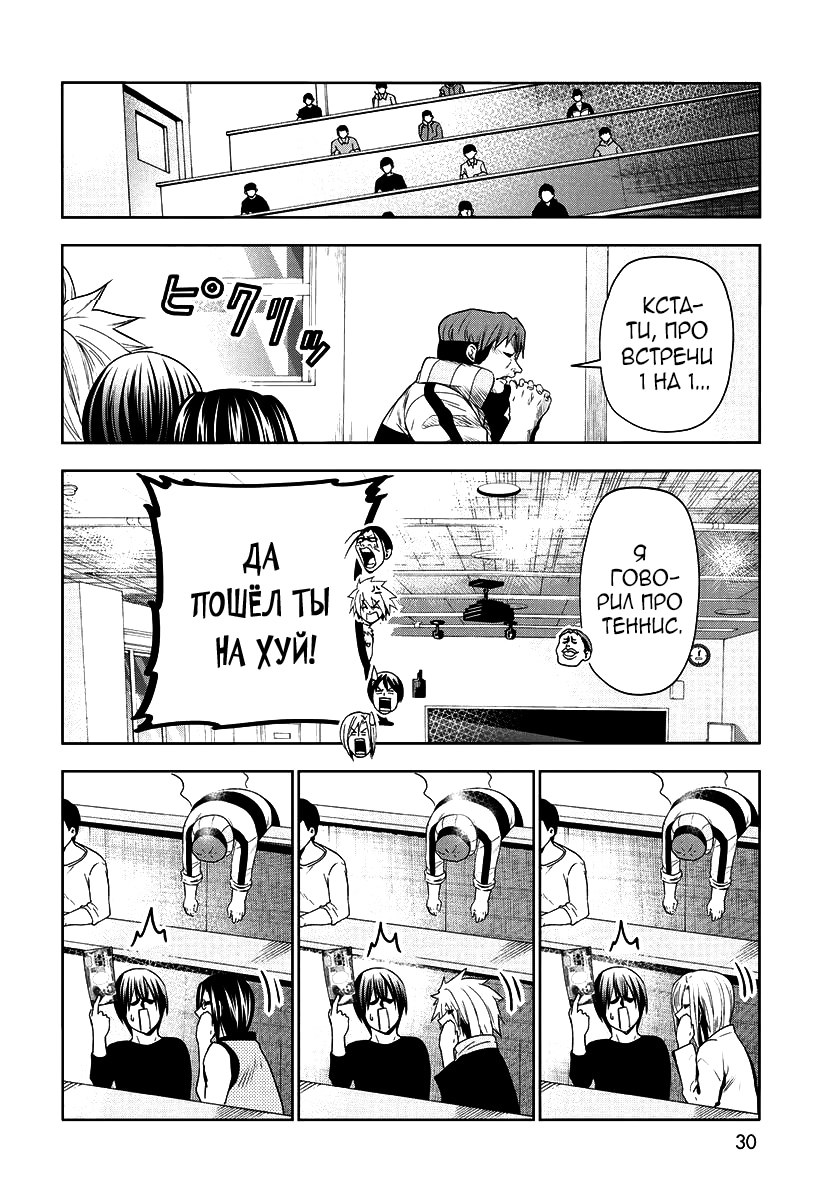 ピクリッ
КСТА-
ТИ, ПРО
ВСТРЕЧИ
1 НА 1...
Я
ГОВО-
РИЛ ПРО
ТЕННИС.
ДА
ПОШЁЛ ТЫ
НА ХУЙ!
30